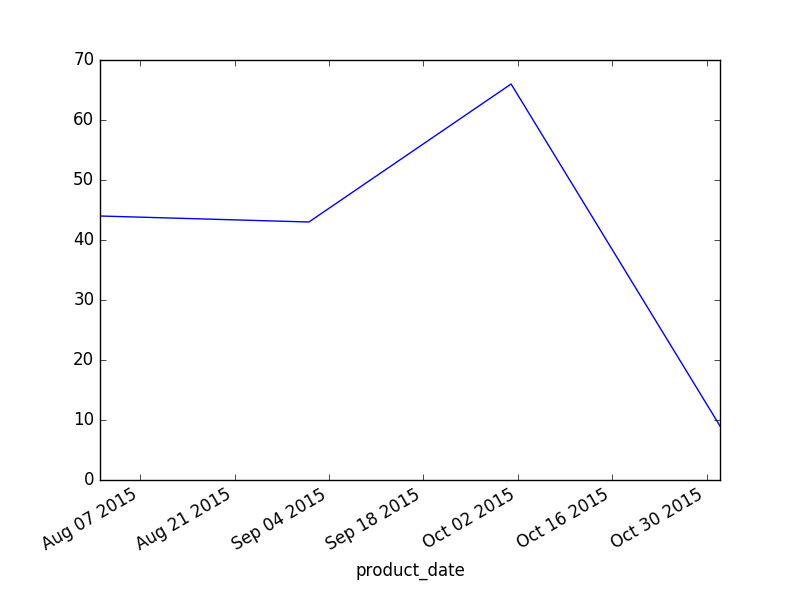 70
60
50
40
30
20
10
0
Aug 07 2015
Aug 21 2015
Sep 04 2015
Sep 18 2015
Oct 02 2015
Oct 16 2015
Oct 30 2015
product_date